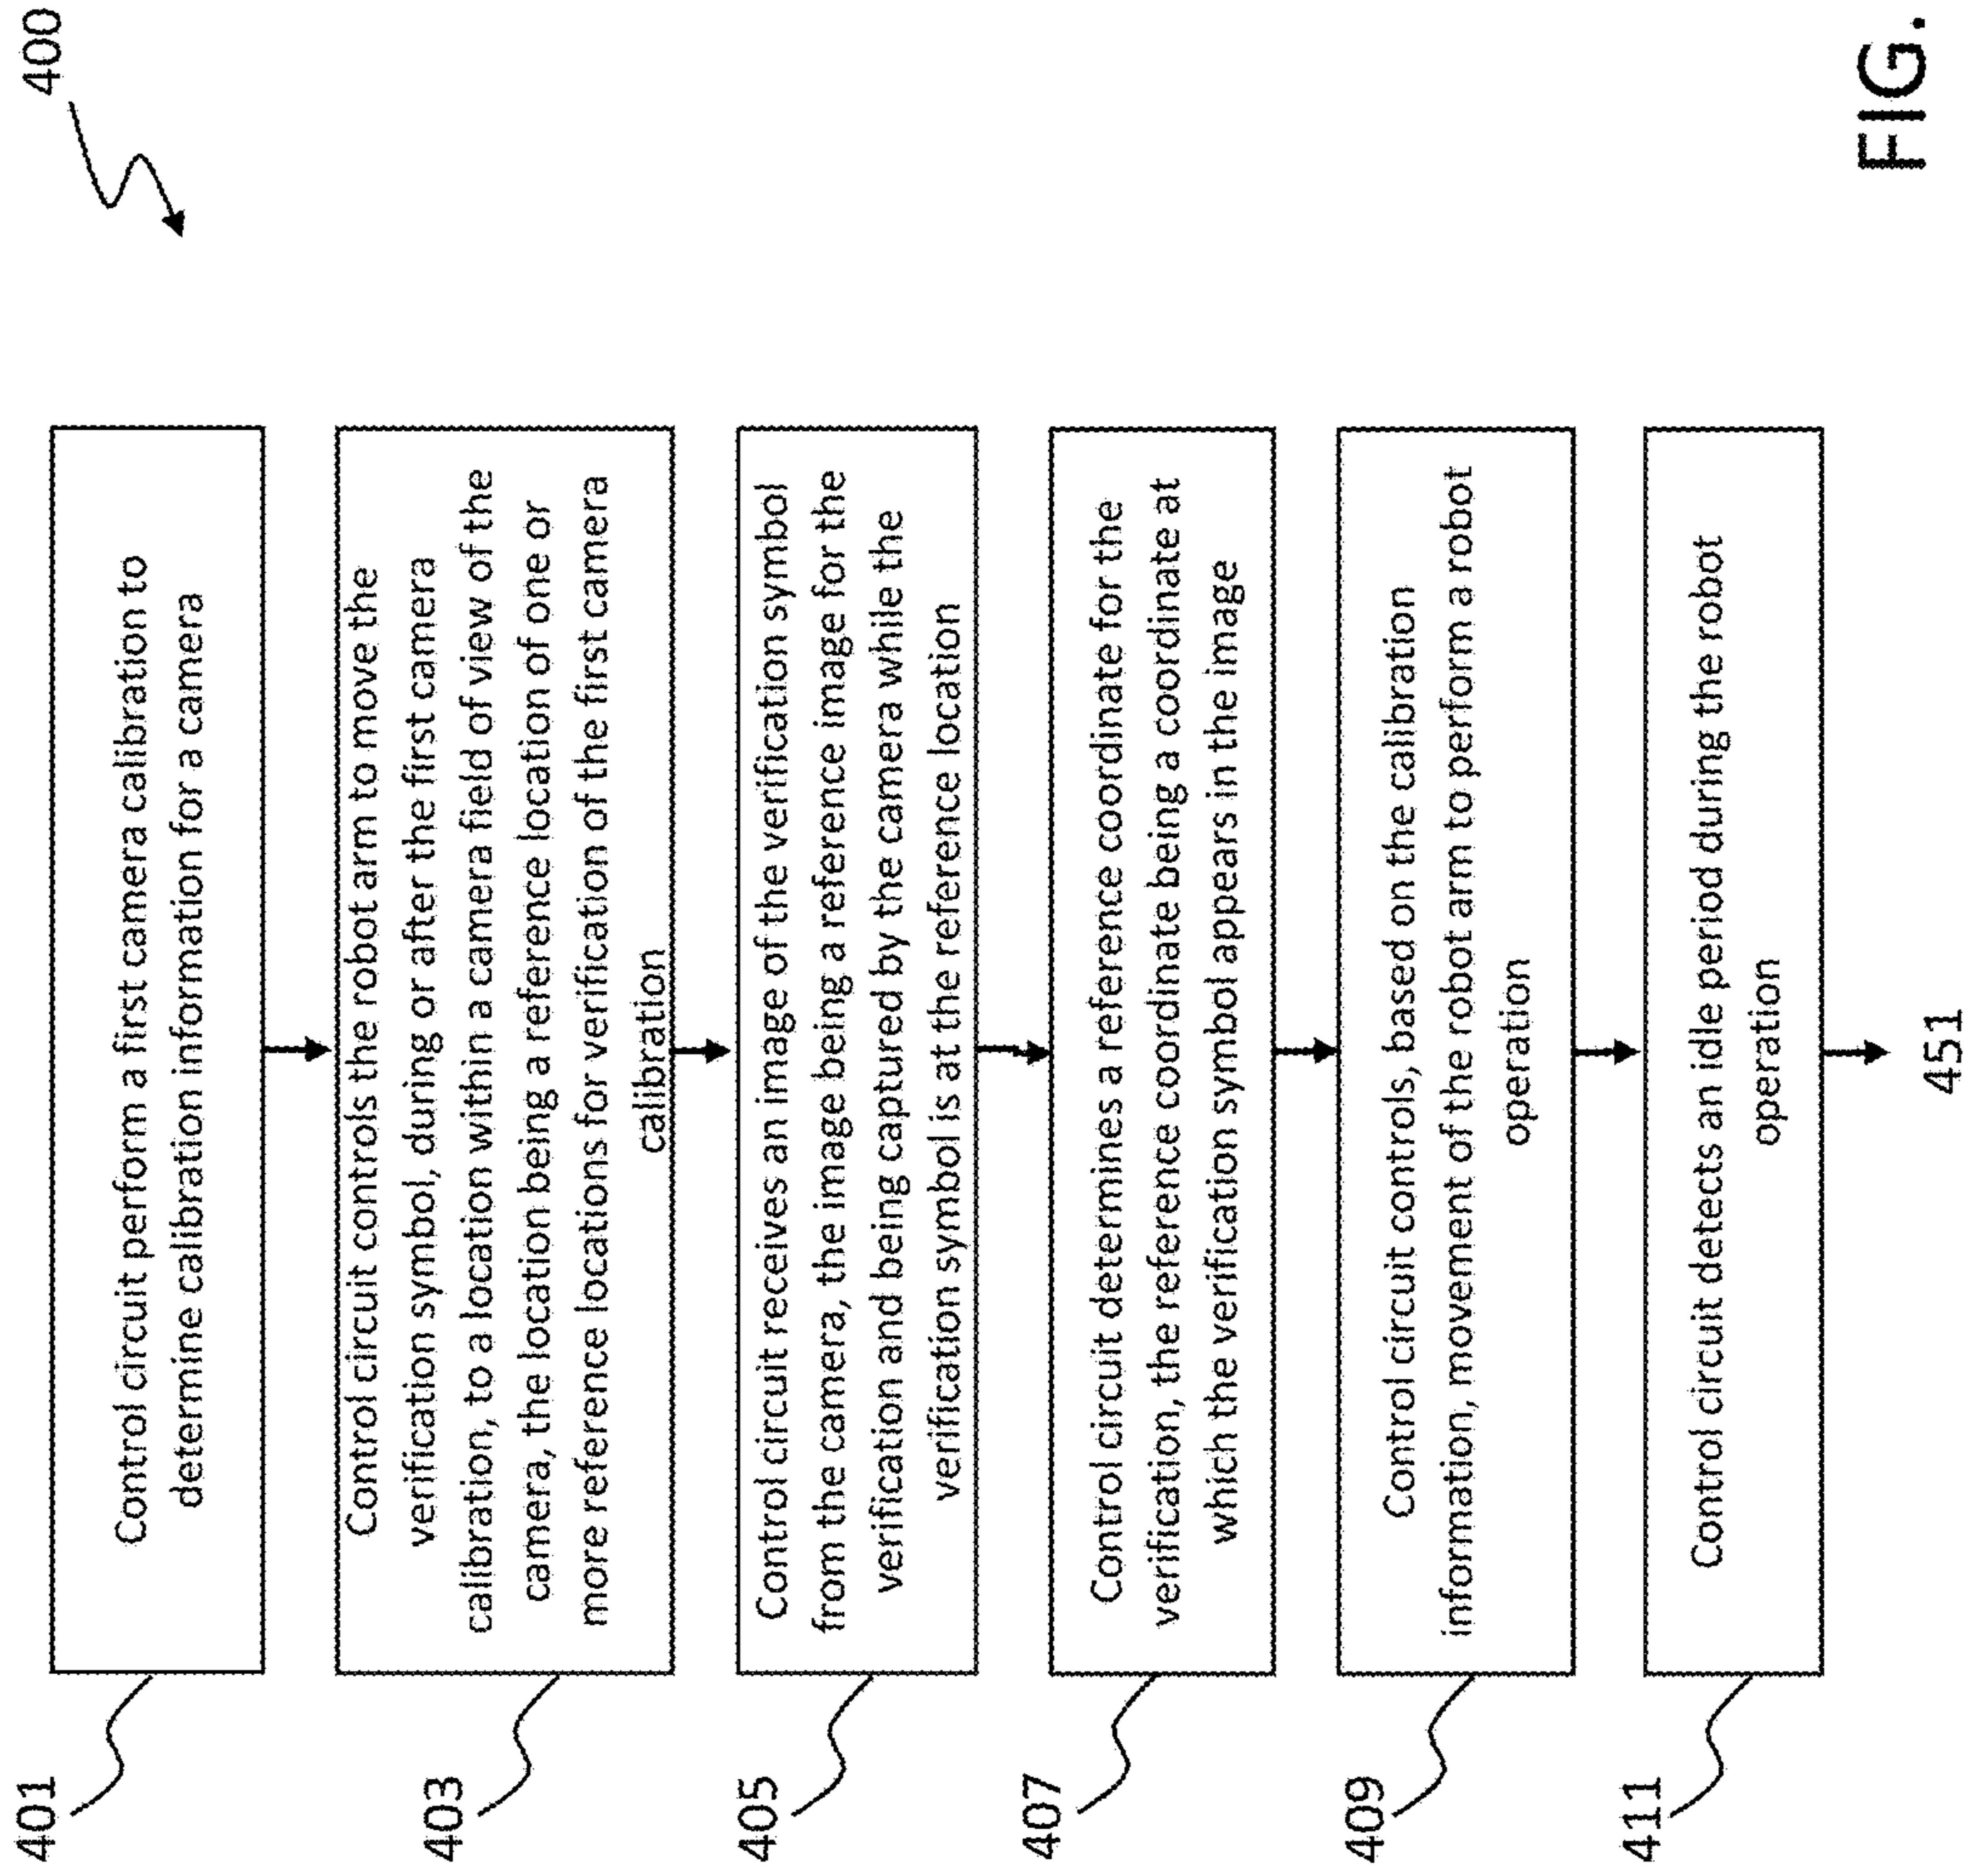 400
401
Control circuit perform a first camera calibration to
determine calibration information for a camera
403
Control circuit controls the robot arm to move the
verification symbol, during or after the first camera
calibration, to a location within a camera field of view of the
camera, the location being a reference location of one or
more reference locations for verification of the first camera
calibration
405
Control circuit receives an image of the verification symbol
from the camera, the image being a reference image for the
verification and being captured by the camera while the
verification symbol is at the reference location
407
Control circuit determines a reference coordinate for the
verification, the reference coordinate being a coordinate at
which the verification symbol appears in the image
409
Control circuit controls, based on the calibration
information, movement of the robot arm to perform a robot
operation
411
Control circuit detects an idle period during the robot
operation
451
FIG.